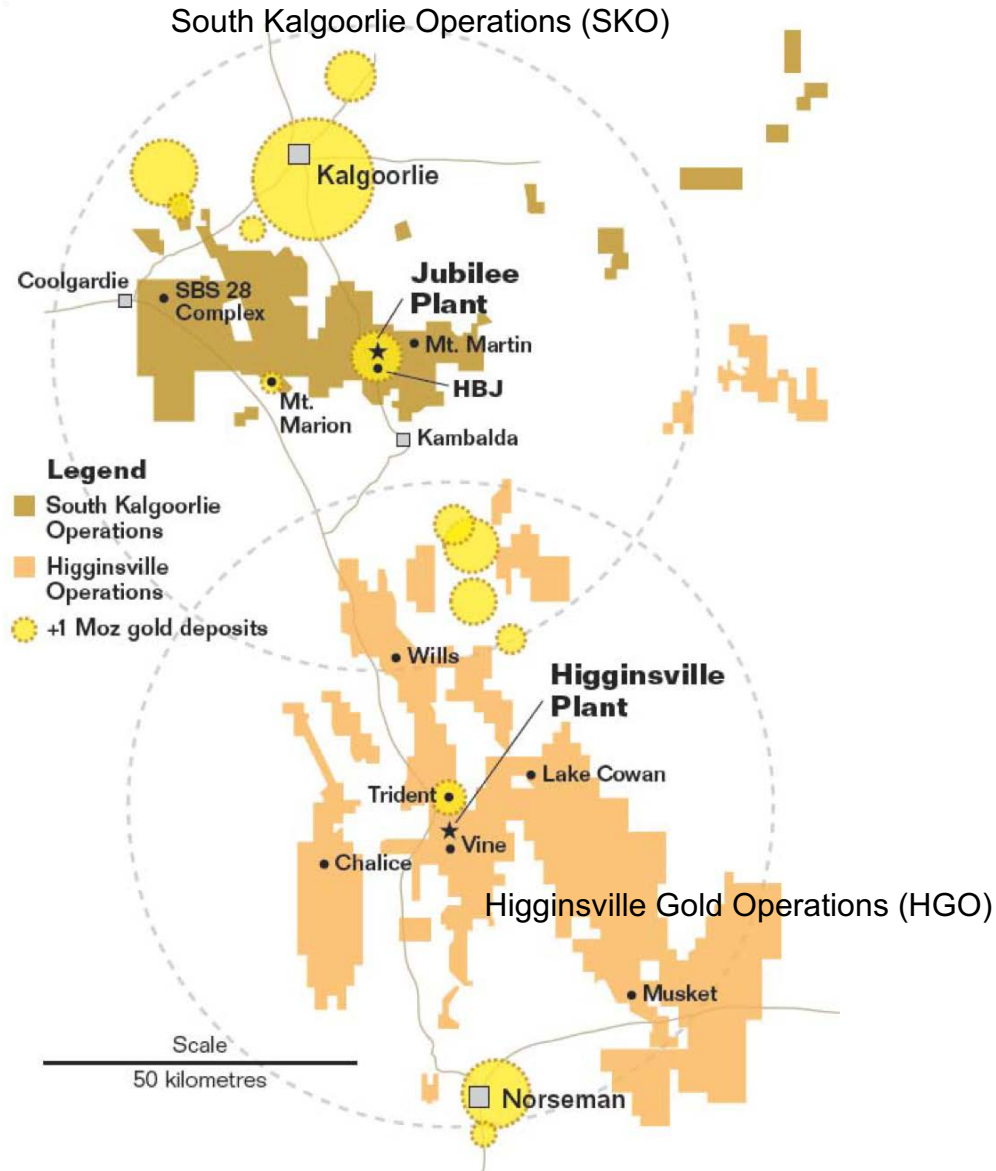 South Kalgoorlie Operations (SKO)
Kalgoorlie
Coolgardie
SBS 28
Complex
Jubilee
Plant
Mt. Martin
HBJ
Mt.
Marion
Kambalda
Legend
South Kalgoorlie
Operations
Higginsville
Operations
+1 Moz gold deposits
Wills
Higginsville
Plant
Lake Cowan
Trident
Vine
Chalice
Higginsville Gold Operations (HGO)
Musket
Scale
50 kilometres
Norseman